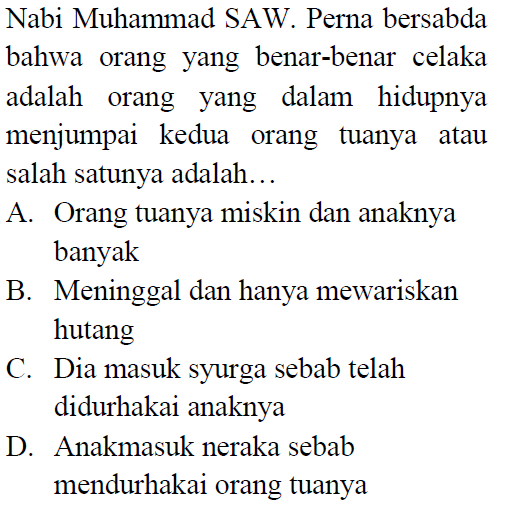 Nabi Muhammad SAW. Perna bersabda
bahwa orang yang benar-benar celaka
adalah orang yang dalam hidupnya
menjumpai kedua orang tuanya atau
salah satunya adalah…
A. Orang tuanya miskin dan anaknya
banyak
B. Meninggal dan hanya mewariskan
hutang
C. Dia masuk syurga sebab telah
didurhakai anaknya
D. Anakmasuk neraka sebab
mendurhakai orang tuanya